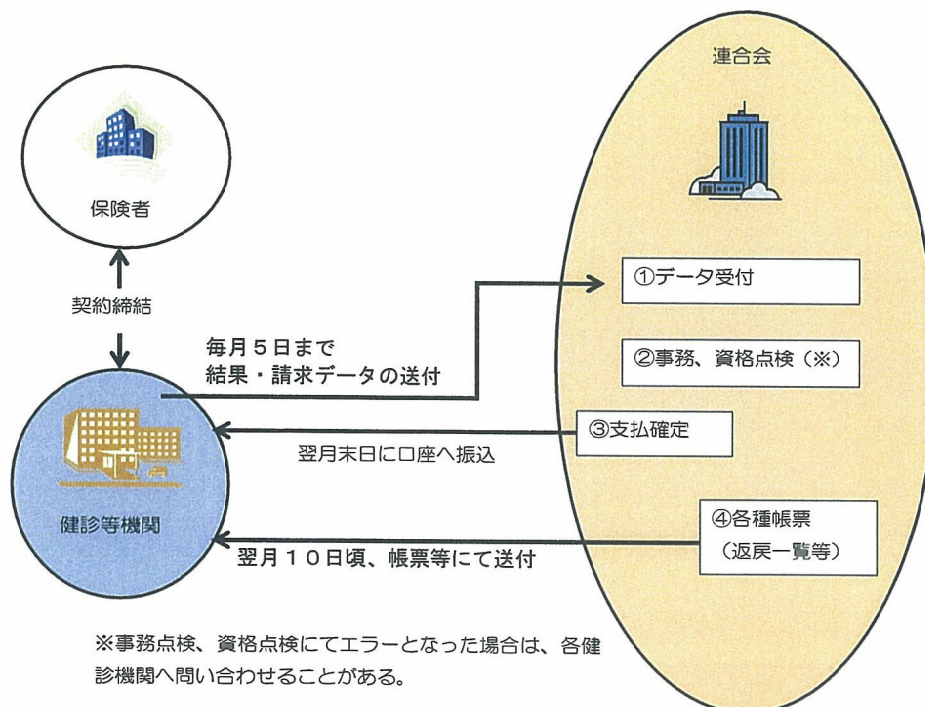 連合会
保険者
①データ受付
契約締結
毎月５日まで
結果・請求データの送付
②事務、資格点検（※）
③支払確定
翌月末日に口座へ振込
④各種帳票
（返戻一覧等）
健診等機関
翌月１０日頃、帳票等にて送付
※事務点検、資格点検にてエラーとなった場合は、各健
診機関へ問い合わせることがある。